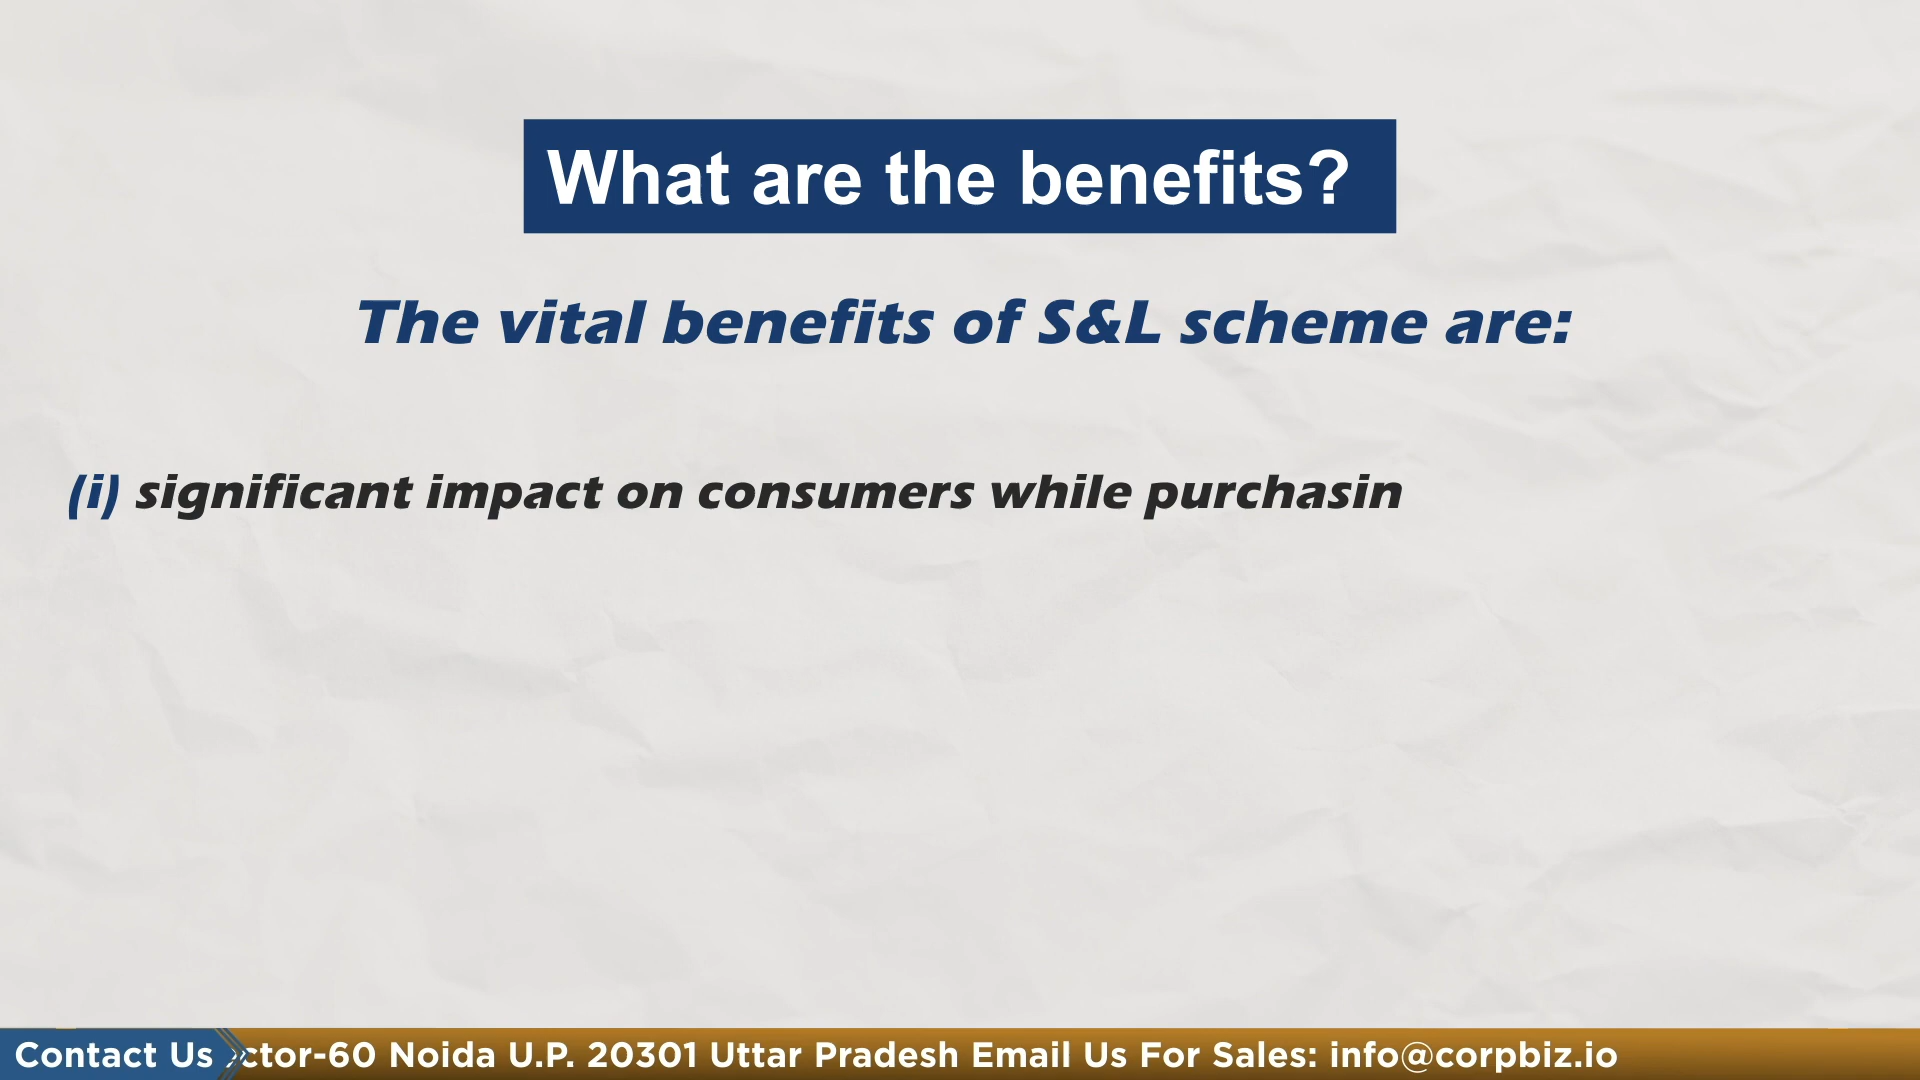 What are the benefits?
The vital benefits of S&L scheme are:
(i) significant impact on consumers while purchasin
Contact Us ctor-60 Noida U.P. 20301 Uttar Pradesh Email Us For Sales: info@corpbiz.io